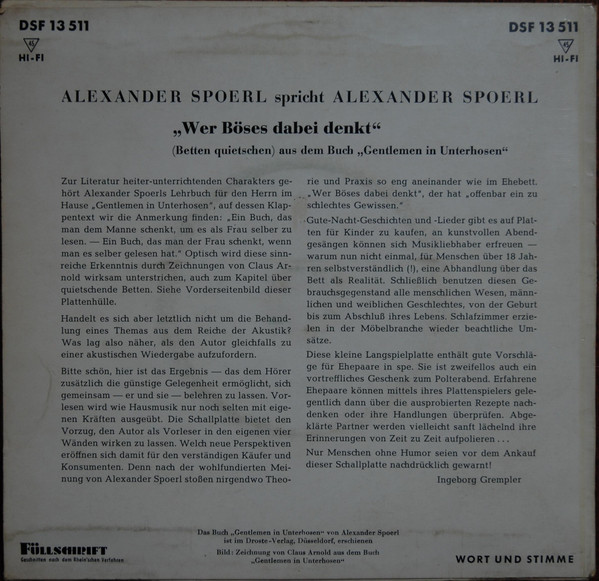 DSF 13 511
45
HI-FI
DSF 13 511
45
HI-FI
ALEXANDER SPOERL spricht ALEXANDER SPOERL
„Wer Böses dabei denkt“
(Betten quietschen) aus dem Buch „Gentlemen in Unterhosen“
Zur Literatur heiter-unterrichtenden Charakters ge-
hört Alexander Spoerls Lehrbuch für den Herrn im
Hause „Gentlemen in Unterhosen“, auf dessen Klap-
pentext wir die Anmerkung finden: „Ein Buch, das
man dem Manne schenkt, um es als Frau selber zu
lesen. — Ein Buch, das man der Frau schenkt, wenn
man es selber gelesen hat.“ Optisch wird diese sinn-
reiche Erkenntnis durch Zeichnungen von Claus Ar-
nold wirksam unterstrichen, auch zum Kapitel über
quietschende Betten. Siehe Vorderseitenbild dieser
Plattenhülle.
Handelt es sich aber letztlich nicht um die Behand-
lung eines Themas aus dem Reiche der Akustik?
Was lag also näher, als den Autor gleichfalls zu
einer akustischen Wiedergabe aufzufordern.
Bitte schön, hier ist das Ergebnis — das dem Hörer
zusätzlich die günstige Gelegenheit ermöglicht, sich
gemeinsam — er und sie — belehren zu lassen. Vor-
lesen wird wie Hausmusik nur noch selten mit eige-
nen Kräften ausgeübt. Die Schallplatte bietet den
Vorzug, den Autor als Vorleser in den eigenen vier
Wänden wirken zu lassen. Welch neue Perspektiven
eröffnen sich damit für den verständigen Käufer und
Konsumenten. Denn nach der wohlfundierten Mei-
nung von Alexander Spoerl stoßen nirgendwo Theo-
rie und Praxis so eng aneinander wie im Ehebett.
„Wer Böses dabei denkt“, der hat „offenbar ein zu
schlechtes Gewissen.“
Gute-Nacht-Geschichten und -Lieder gibt es auf Plat-
ten für Kinder zu kaufen, an kunstvollen Abend-
gesängen können sich Musikliebhaber erfreuen —
warum nun nicht einmal, für Menschen über 18 Jah-
ren selbstverständlich (!), eine Abhandlung über das
Bett als Realität. Schließlich benutzen diesen Ge-
brauchsgegenstand alle menschlichen Wesen, männ-
lichen und weiblichen Geschlechtes, von der Geburt
bis zum Abschluß ihres Lebens. Schlafzimmer erzie-
len in der Möbelbranche wieder beachtliche Um-
sätze.
Diese kleine Langspielplatte enthält gute Vorschlä-
ge für Ehepaare in spe. Sie ist zweifellos auch ein
vortreffliches Geschenk zum Polterabend. Erfahrene
Ehepaare können mittels ihres Plattenspielers gele-
gentlich dann über die ausprobierten Rezepte nach-
denken oder ihre Handlungen überprüfen. Abge-
klärte Partner werden vielleicht sanft lächelnd ihre
Erinnerungen von Zeit zu Zeit aufpolieren . . .
Nur Menschen ohne Humor seien vor dem Ankauf
dieser Schallplatte nachdrücklich gewarnt!
Ingeborg Grempler
Das Buch „Gentlemen in Unterhosen“ von Alexander Spoerl
ist im Droste-Verlag, Düsseldorf, erschienen
Bild: Zeichnung von Claus Arnold aus dem Buch
„Gentlemen in Unterhosen“
FÜLLSCHRIFT
Geschnitten nach dem Rhein'schen Verfahren
WORT UND STIMME